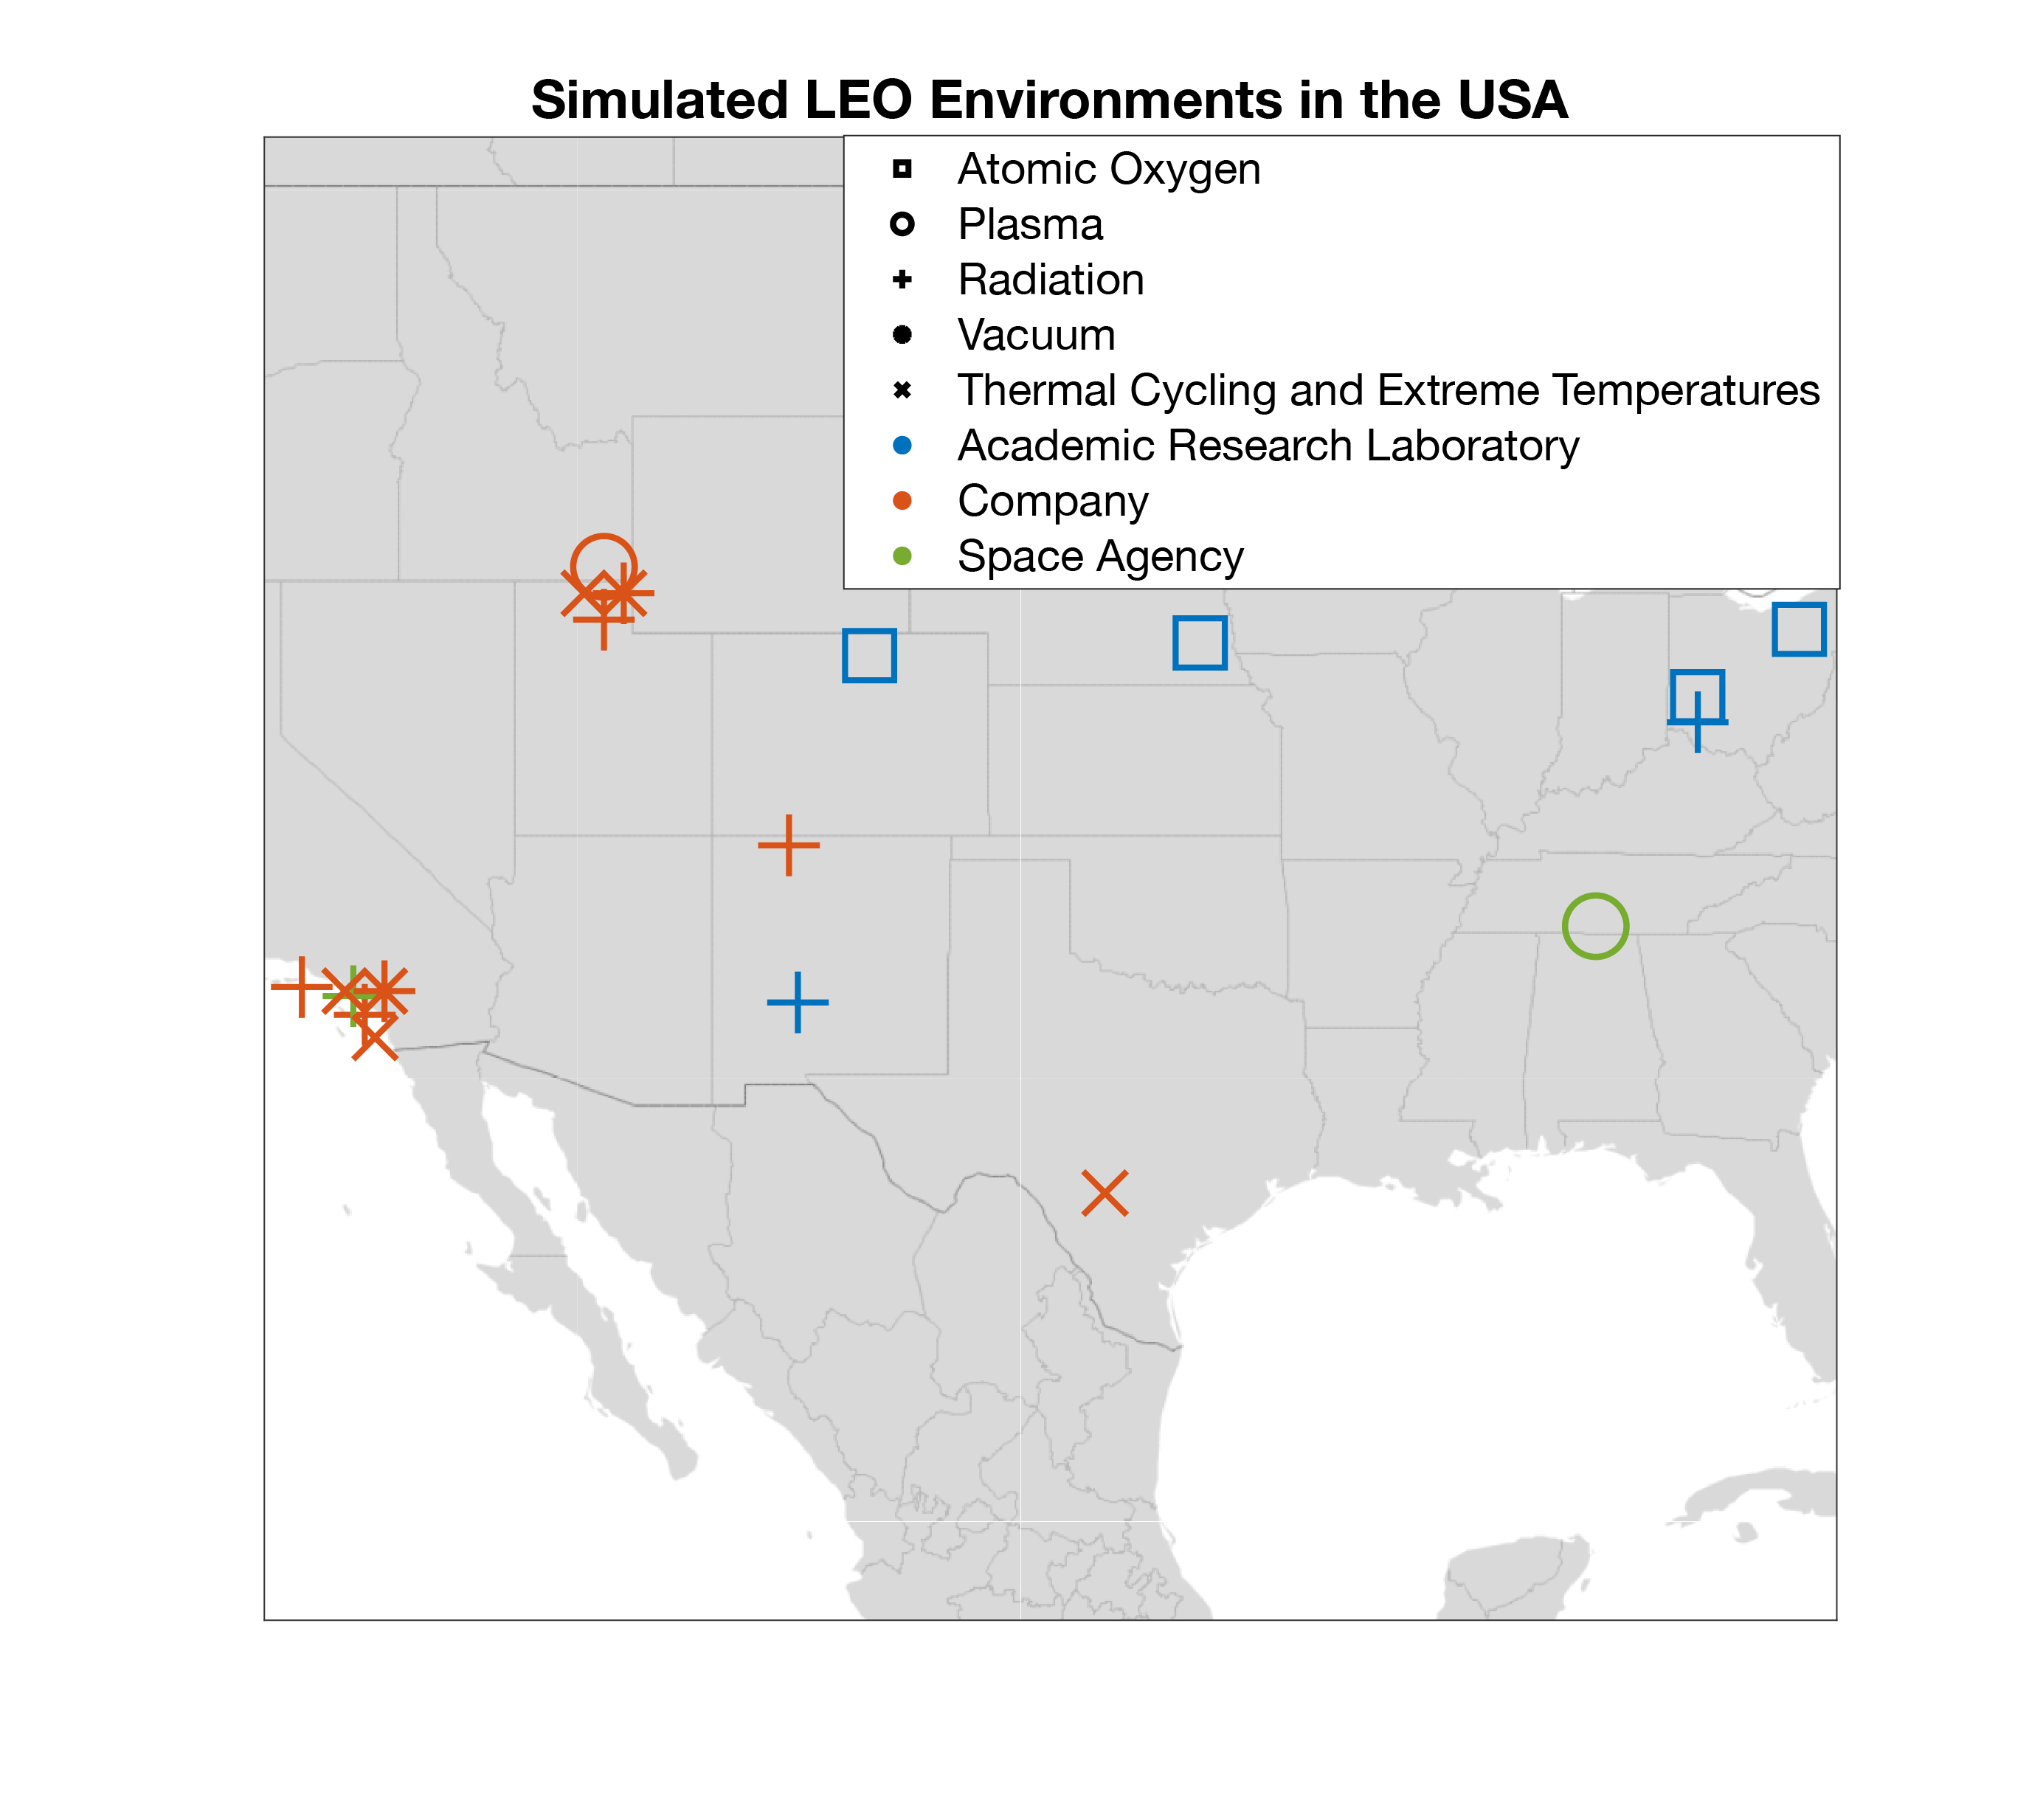 Simulated LEO Environments in the USA
Atomic Oxygen
Plasma
Radiation
Vacuum
Thermal Cycling and Extreme Temperatures
Academic Research Laboratory
Company
Space Agency